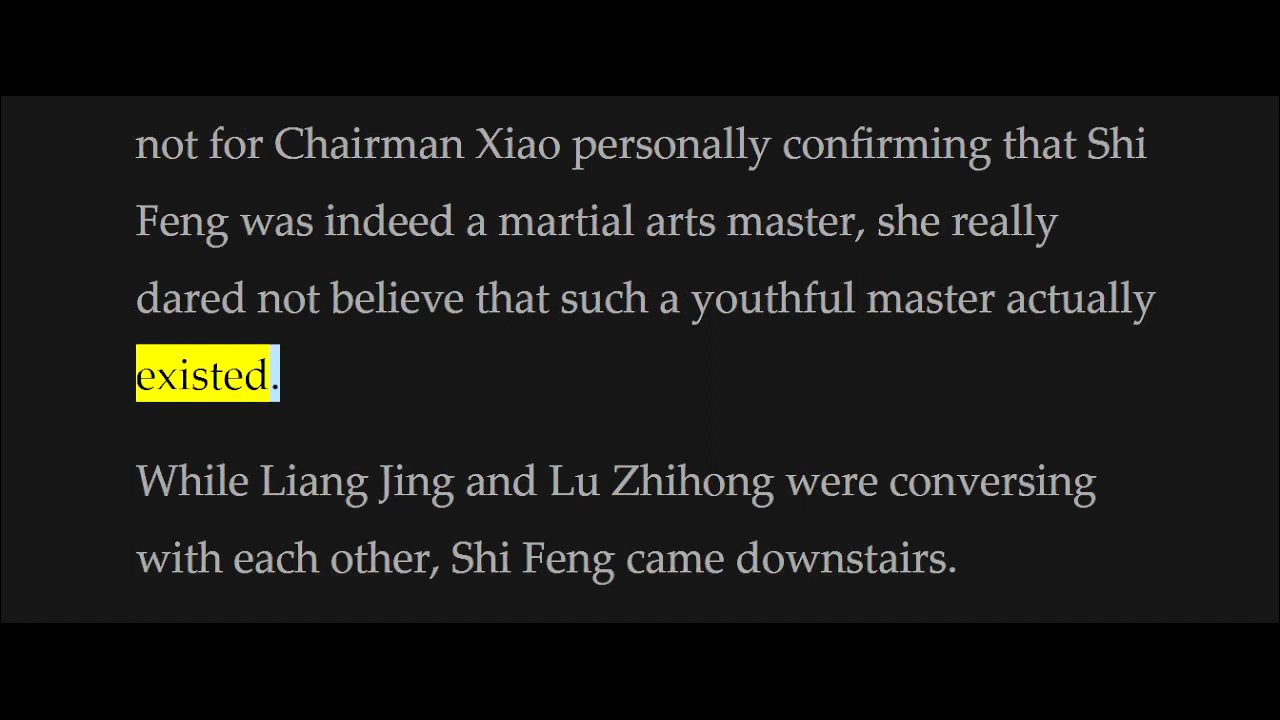 not for Chairman Xiao personally confirming that Shi
Feng was indeed a martial arts master, she really
dared not believe that such a youthful master actually
existed.
While Liang Jing and Lu Zhihong were conversing
with each other, Shi Feng came downstairs.